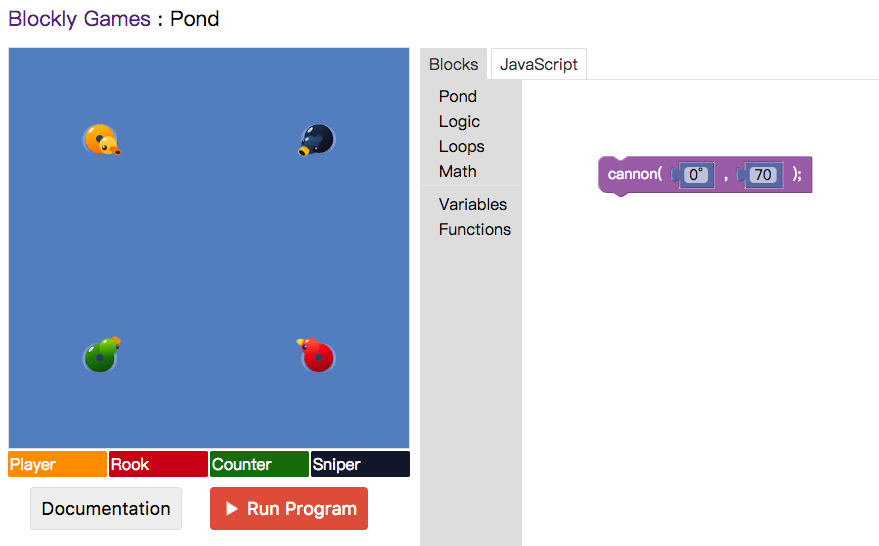 Blockly Games : Pond
Blocks
JavaScript
Pond
Logic
Loops
Math
Variables
Functions
cannon( 0° , 70 );
Player
Rook
Counter
Sniper
Documentation
Run Program